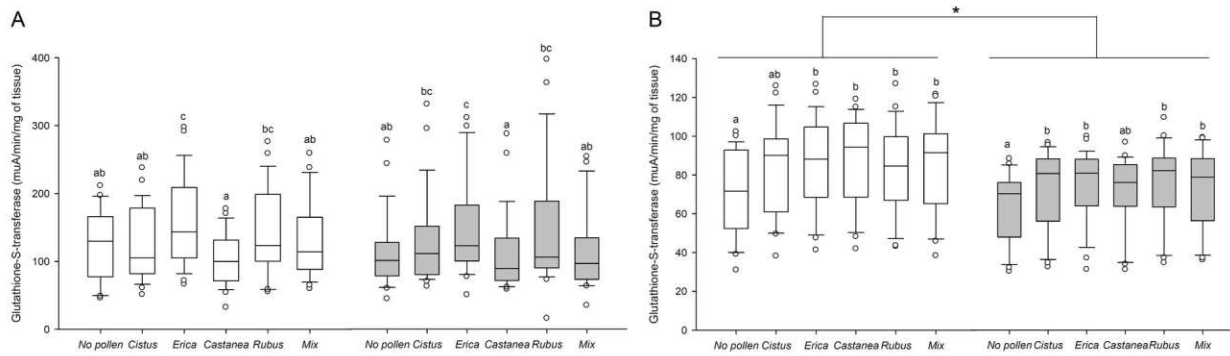 A
Glutathione-S-transferase (muA/min/mg of tissue)
400
300
200
100
0
ab
ab
c
a
bc
ab
ab
bc
c
a
bc
ab
No pollen Cistus Erica Castanea Rubus Mix
No pollen Cistus Erica Castanea Rubus Mix
B
*
Glutathione-S-transferase (muA/min/mg of tissue)
140
120
100
80
60
40
20
0
a
ab
b
b
b
b
a
b
b
ab
b
b
No pollen Cistus Erica Castanea Rubus Mix
No pollen Cistus Erica Castanea Rubus Mix